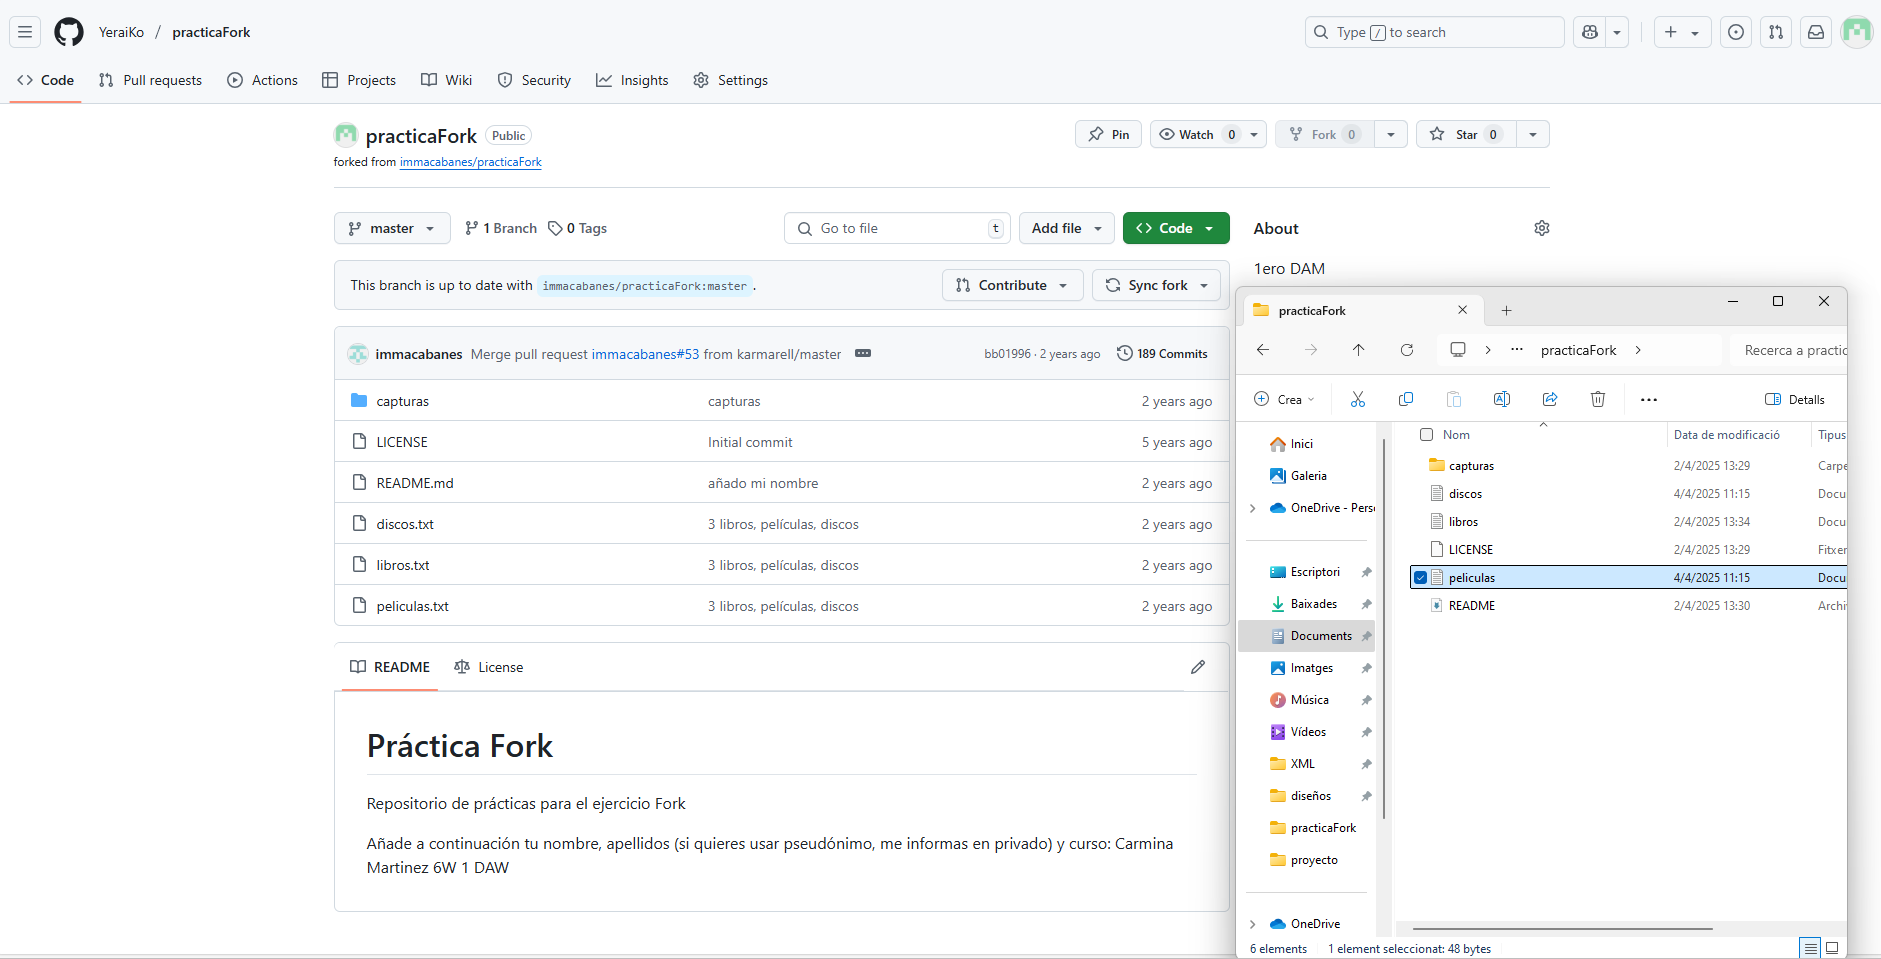 YeraiKo / practicaFork
Type / to search
Code Pull requests Actions Projects Wiki Security Insights Settings
practicaFork Public
forked from immacabanes/practicaFork
Pin Watch 0 Fork 0 Star 0
master 1 Branch 0 Tags
Go to file t Add file Code
About
1ero DAM
This branch is up to date with immacabanes/practicaFork:master .
Contribute Sync fork
immacabanes Merge pull request immacabanes#53 from karmarell/master bb01996 · 2 years ago 189 Commits
capturas capturas 2 years ago
LICENSE Initial commit 5 years ago
README.md añado mi nombre 2 years ago
discos.txt 3 libros, películas, discos 2 years ago
libros.txt 3 libros, películas, discos 2 years ago
peliculas.txt 3 libros, películas, discos 2 years ago
README License
Práctica Fork
Repositorio de prácticas para el ejercicio Fork
Añade a continuación tu nombre, apellidos (si quieres usar pseudónimo, me informas en privado) y curso: Carmina
Martinez 6W 1 DAW
practicaFork
practicaFork Recerca a practic
Crea Detalls
Inici
Galeria
OneDrive - Pers
Escriptori
Baixades
Documents
Imatges
Música
Vídeos
XML
diseños
practicaFork
proyecto
OneDrive
Nom Data de modificació Tipus
capturas 2/4/2025 13:29 Carpe
discos 4/4/2025 11:15 Docu
libros 2/4/2025 13:34 Docu
LICENSE 2/4/2025 13:29 Fitxer
peliculas 4/4/2025 11:15 Docu
README 2/4/2025 13:30 Archi
6 elements 1 element seleccionat: 48 bytes